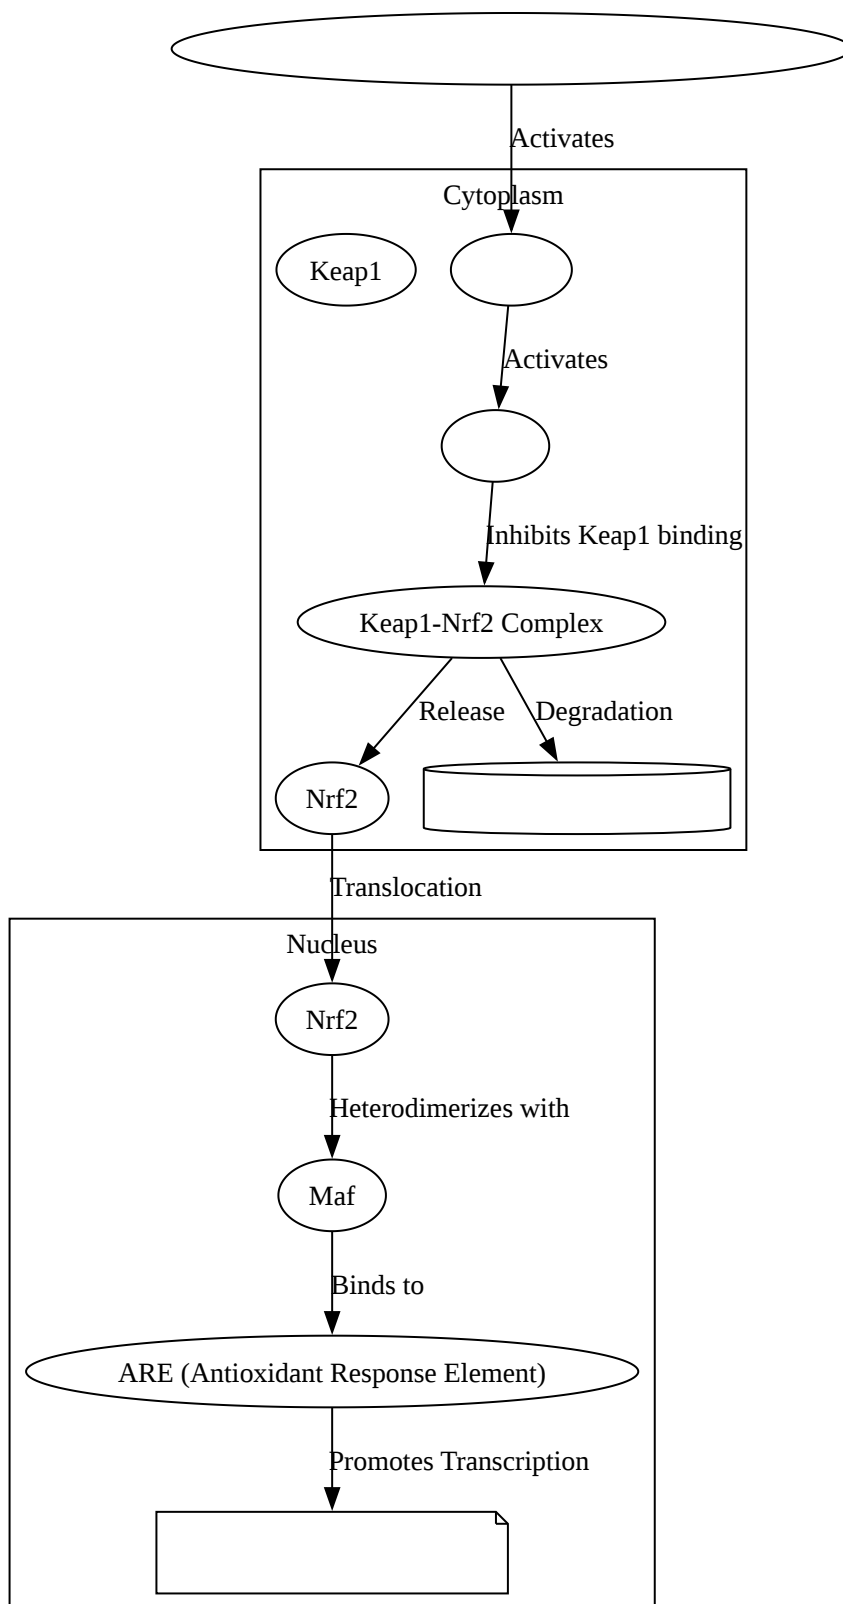 Activates
Cytoplasm
Keap1
Activates
Inhibits Keap1 binding
Keap1-Nrf2 Complex
Release
Degradation
Nrf2
Translocation
Nucleus
Nrf2
Heterodimerizes with
Maf
Binds to
ARE (Antioxidant Response Element)
Promotes Transcription